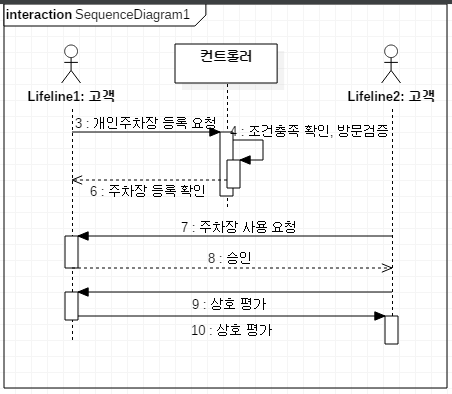 interaction SequenceDiagram1
컨트롤러
Lifeline1: 고객
Lifeline2: 고객
3 : 개인주차장 등록 요청
4 : 조건충족 확인, 방문검증
6 : 주차장 등록 확인
7 : 주차장 사용 요청
8 : 승인
9 : 상호 평가
10 : 상호 평가